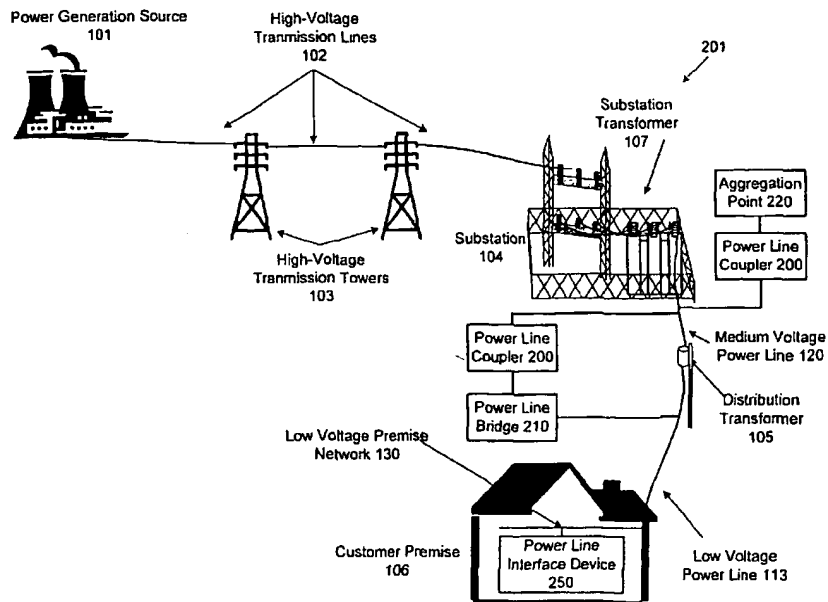 Power Generation Source
101
High-Voltage
Tranmission Lines
102
201
Substation
Transformer
107
Aggregation
Point 220
Substation
104
Power Line
Coupler 200
High-Voltage
Tranmission Towers
103
Power Line
Coupler 200
Medium Voltage
Power Line 120
Power Line
Bridge 210
Distribution
Transformer
105
Low Voltage Premise
Network 130
Customer Premise
106
Power Line
Interface Device
250
Low Voltage
Power Line 113